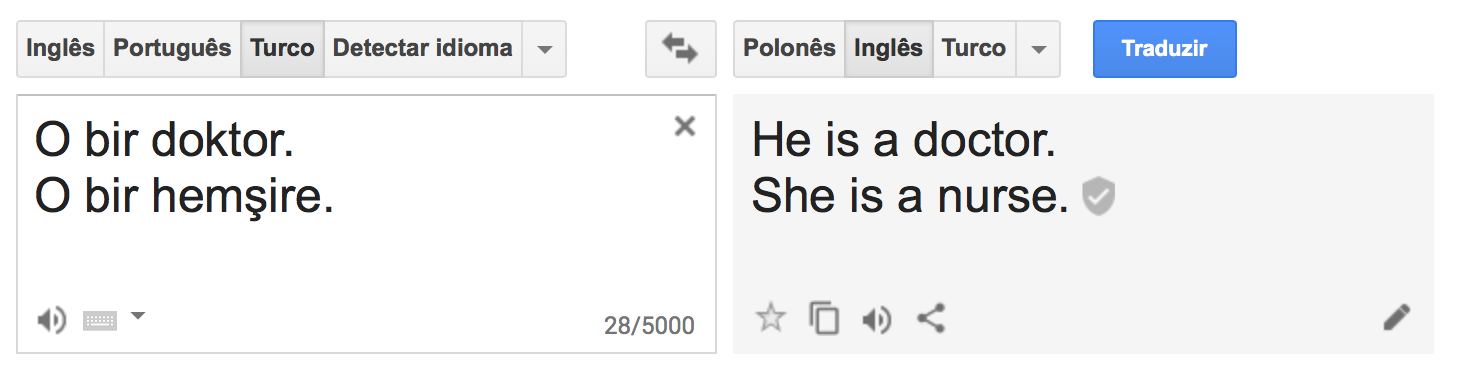 Inglês Português Turco Detectar idioma Polonês Inglês Turco Traduzir
O bir doktor.
O bir hemşire.
28/5000
He is a doctor.
She is a nurse.